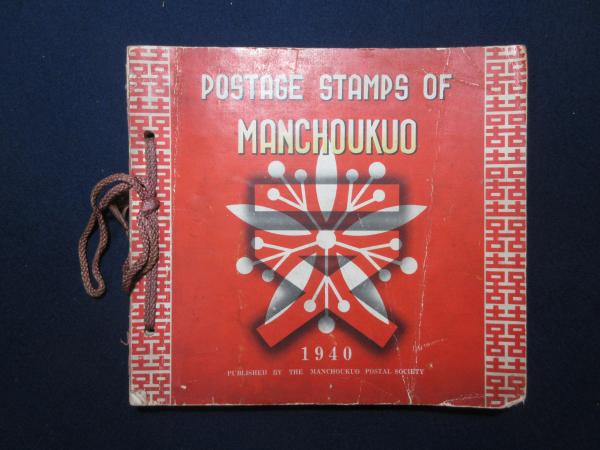 POSTAGE STAMPS OF
MANCHOUKUO
1940
PUBLISHED BY THE MANCHOUKUO POSTAL SOCIETY